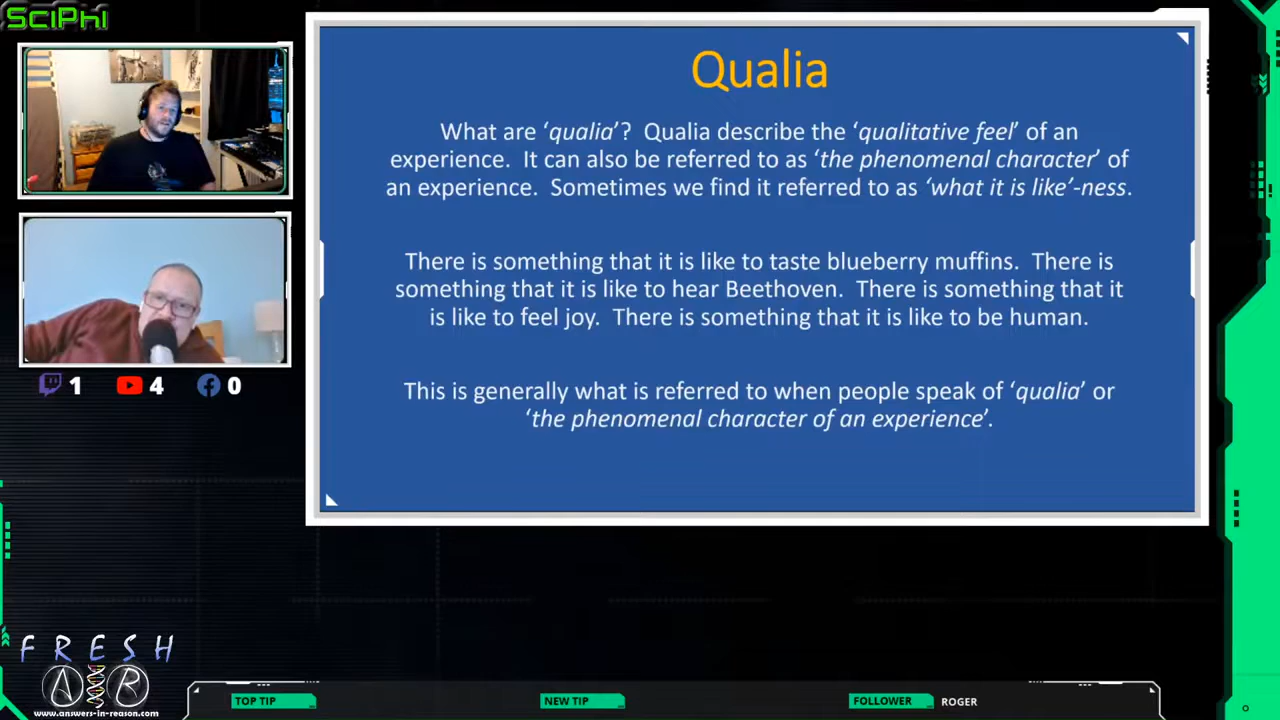 SciPhi
Qualia
What are ‘qualia’? Qualia describe the ‘qualitative feel’ of an
experience. It can also be referred to as ‘the phenomenal character’ of
an experience. Sometimes we find it referred to as ‘what it is like’-ness.
There is something that it is like to taste blueberry muffins. There is
something that it is like to hear Beethoven. There is something that it
is like to feel joy. There is something that it is like to be human.
This is generally what is referred to when people speak of ‘qualia’ or
‘the phenomenal character of an experience’.
1 4 0
FRESH
A R
www.answers-in-reason.com
TOP TIP NEW TIP FOLLOWER ROGER